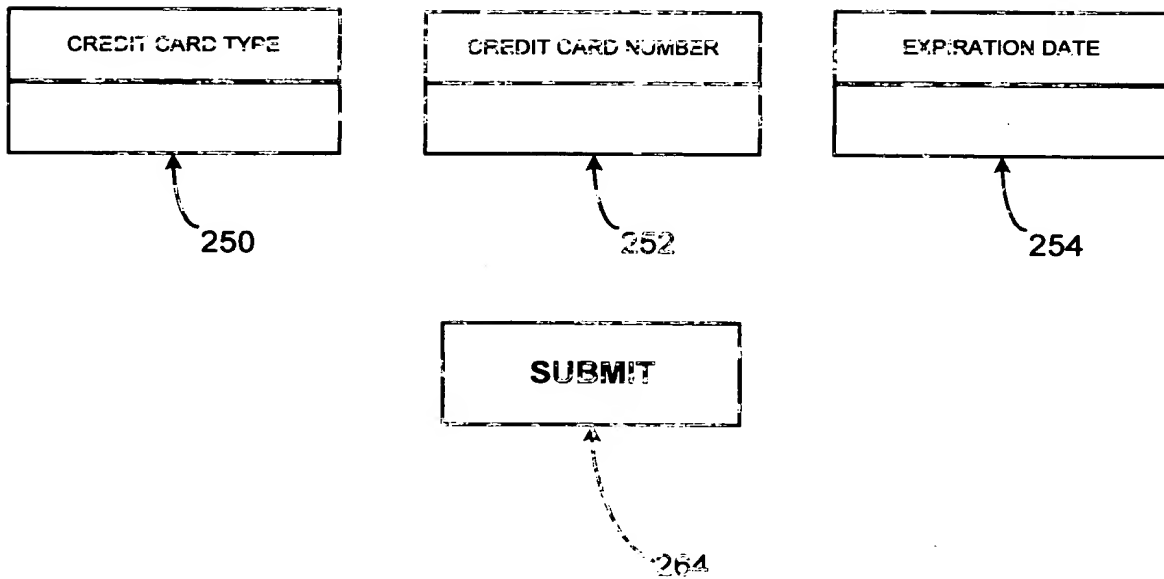 CREDIT CARD TYPE
CREDIT CARD NUMBER
EXPIRATION DATE
250
252
254
SUBMIT
264